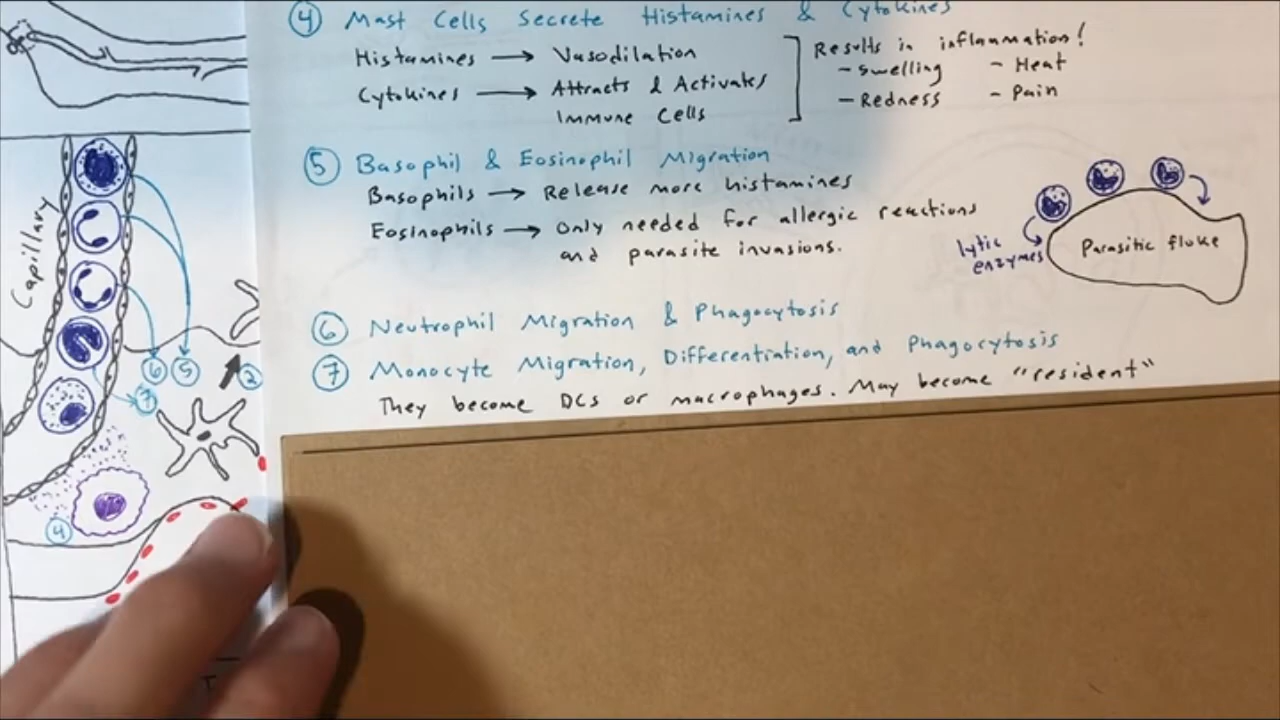 ④ Mast Cells Secrete Histamines & Cytokines
Histamines → Vasodilation
Cytokines → Attracts & Activates
Immune Cells
Results in inflammation!
- Swelling - Heat
- Redness - Pain
⑤ Basophil & Eosinophil Migration
Basophils → Release more histamines
Eosinophils → Only needed for allergic reactions
and parasite invasions.
lytic
enzymes
Parasitic fluke
⑥ Neutrophil Migration & Phagocytosis
⑦ Monocyte Migration, Differentiation, and Phagocytosis
They become DCs or macrophages. May become "resident"
Capillary
⑥ ⑤
②
⑦
④